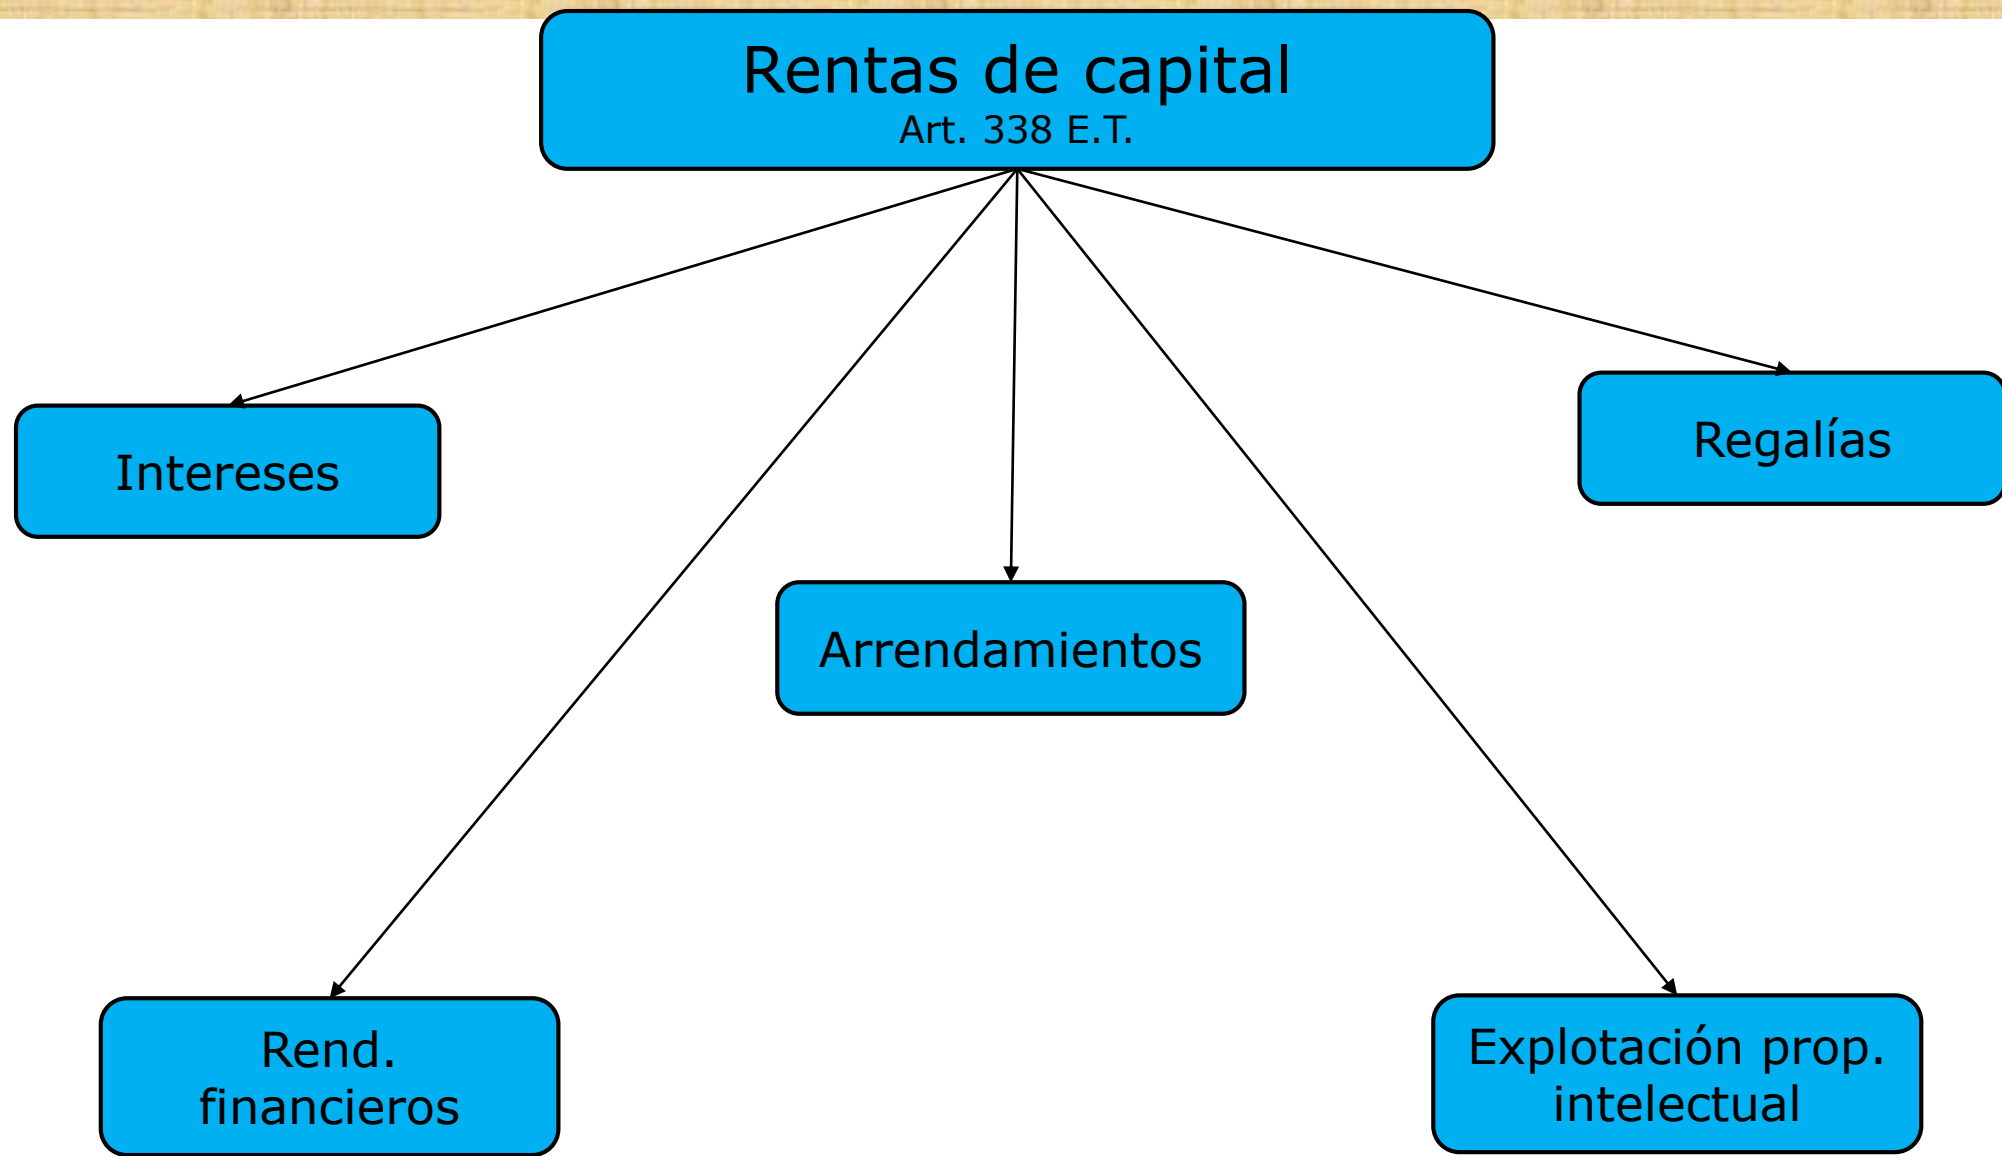 Rentas de capital
Art. 338 E.T.
Intereses
Regalías
Arrendamientos
Rend.
financieros
Explotación prop.
intelectual